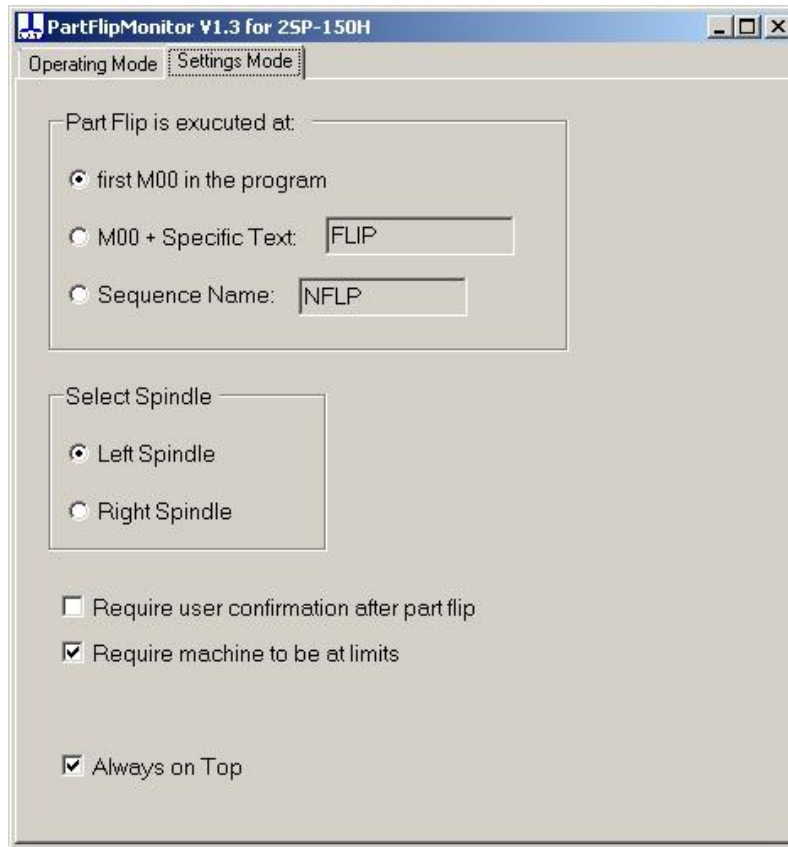 PartFlipMonitor V1.3 for 2SP-150H
Operating Mode Settings Mode
Part Flip is exucuted at:
first M00 in the program
M00 + Specific Text: FLIP
Sequence Name: NFLP
Select Spindle
Left Spindle
Right Spindle
Require user confirmation after part flip
Require machine to be at limits
Always on Top